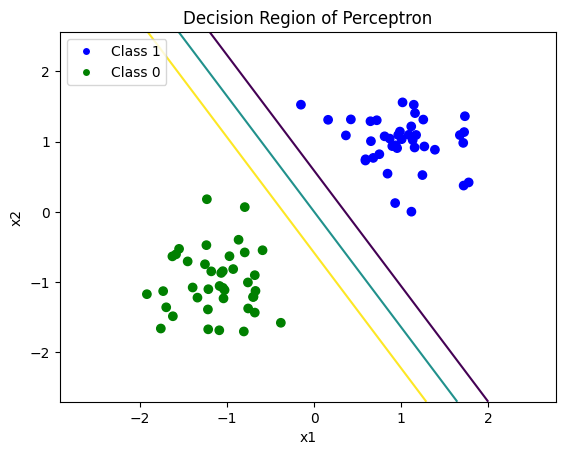 Decision Region of Perceptron
Class 1
Class 0
2
1
0
−1
−2
x2
−2
−1
0
1
2
x1